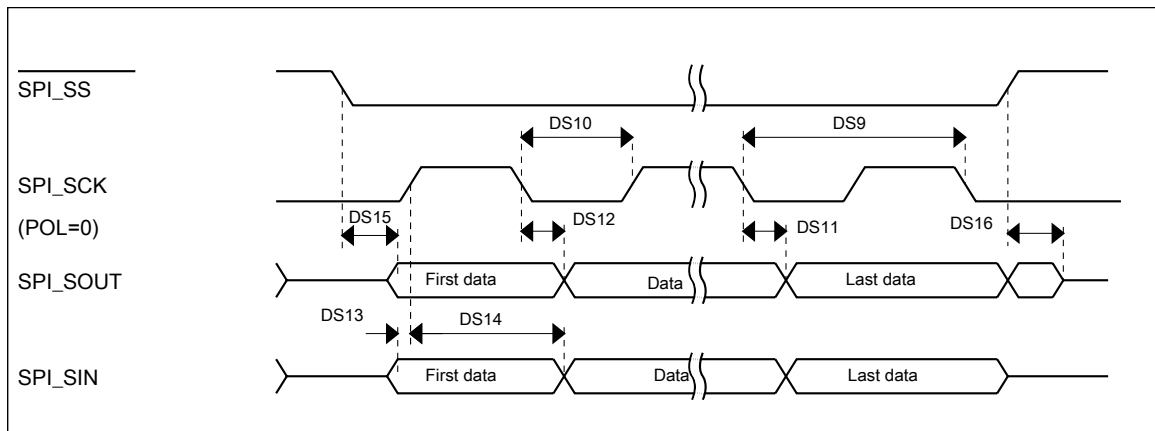 SPI_SS
DS10
DS9
SPI_SCK
(POL=0)
DS15
DS12
DS11
DS16
SPI_SOUT
First data
Data
Last data
DS13
DS14
SPI_SIN
First data
Data
Last data